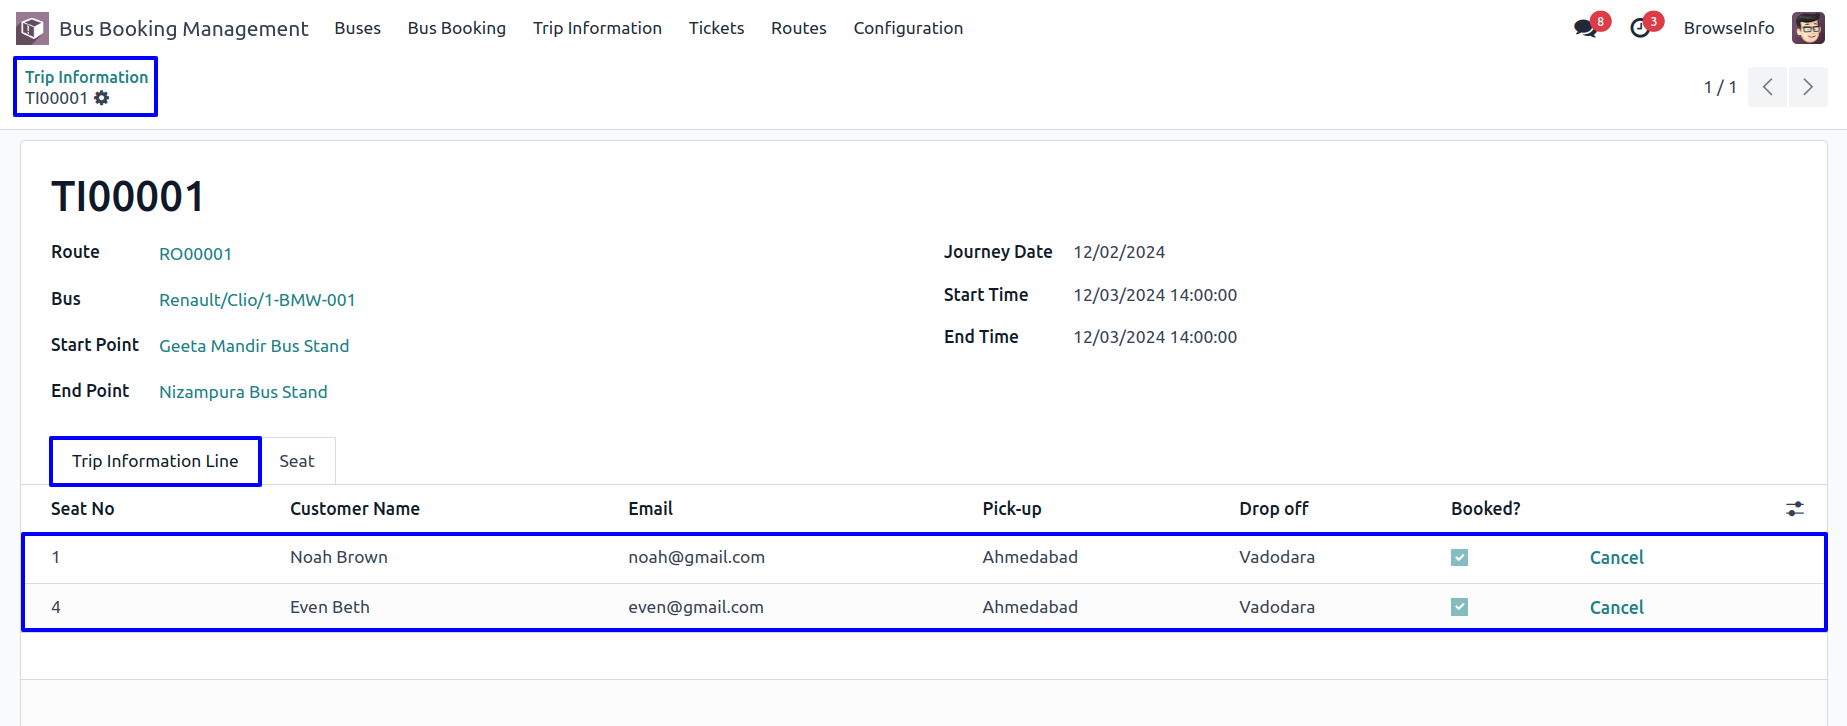 Bus Booking Management Buses Bus Booking Trip Information Tickets Routes Configuration 8 3 BrowseInfo
Trip Information
TI00001
1 / 1
TI00001
Route RO00001
Journey Date 12/02/2024
Bus Renault/Clio/1-BMW-001
Start Time 12/03/2024 14:00:00
Start Point Geeta Mandir Bus Stand
End Time 12/03/2024 14:00:00
End Point Nizampura Bus Stand
Trip Information Line Seat
Seat No Customer Name Email Pick-up Drop off Booked?
1 Noah Brown noah@gmail.com Ahmedabad Vadodara Cancel
4 Even Beth even@gmail.com Ahmedabad Vadodara Cancel